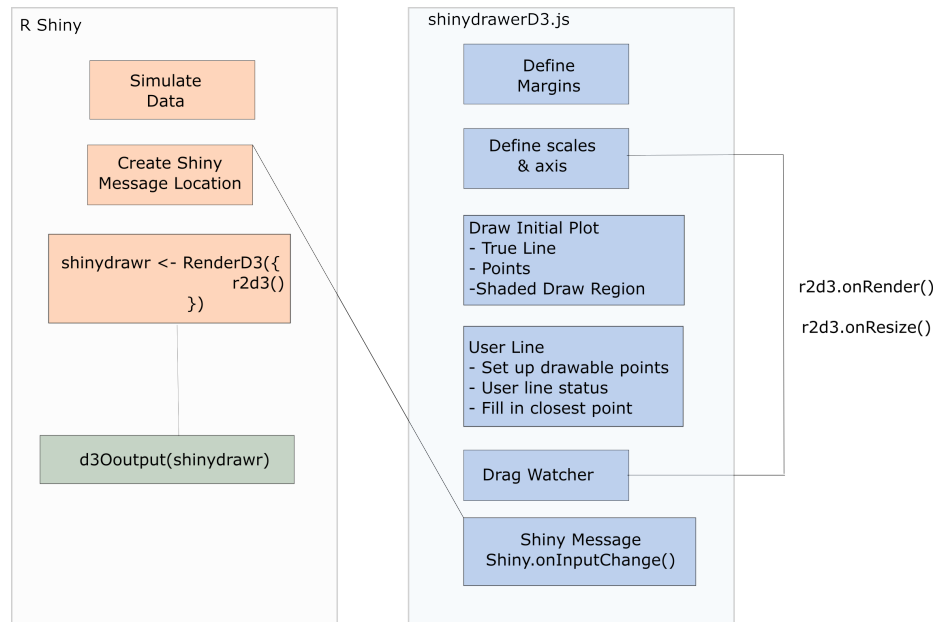 R Shiny
Simulate
Data
Create Shiny
Message Location
shinydrawr <- RenderD3({
r2d3()
})
d3Ooutput(shinydrawr)
shinydrawerD3.js
Define
Margins
Define scales
& axis
Draw Initial Plot
- True Line
- Points
-Shaded Draw Region
User Line
- Set up drawable points
- User line status
- Fill in closest point
Drag Watcher
Shiny Message
Shiny.onInputChange()
r2d3.onRender()
r2d3.onResize()